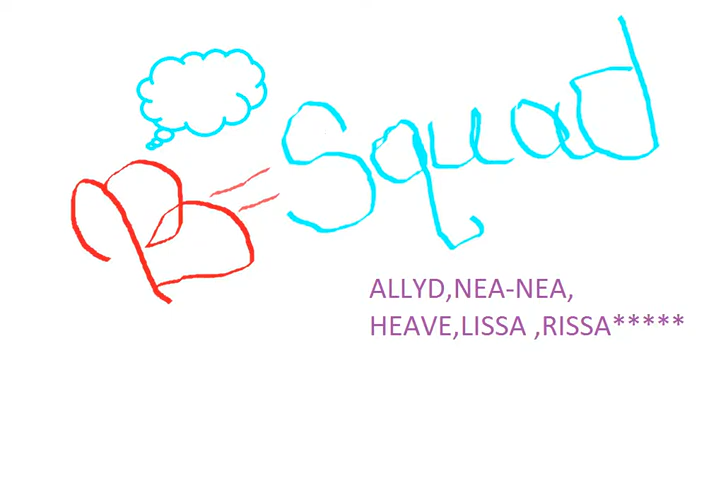 B= Squad
ALLYD,NEA-NEA,
HEAVE,LISSA ,RISSA*****